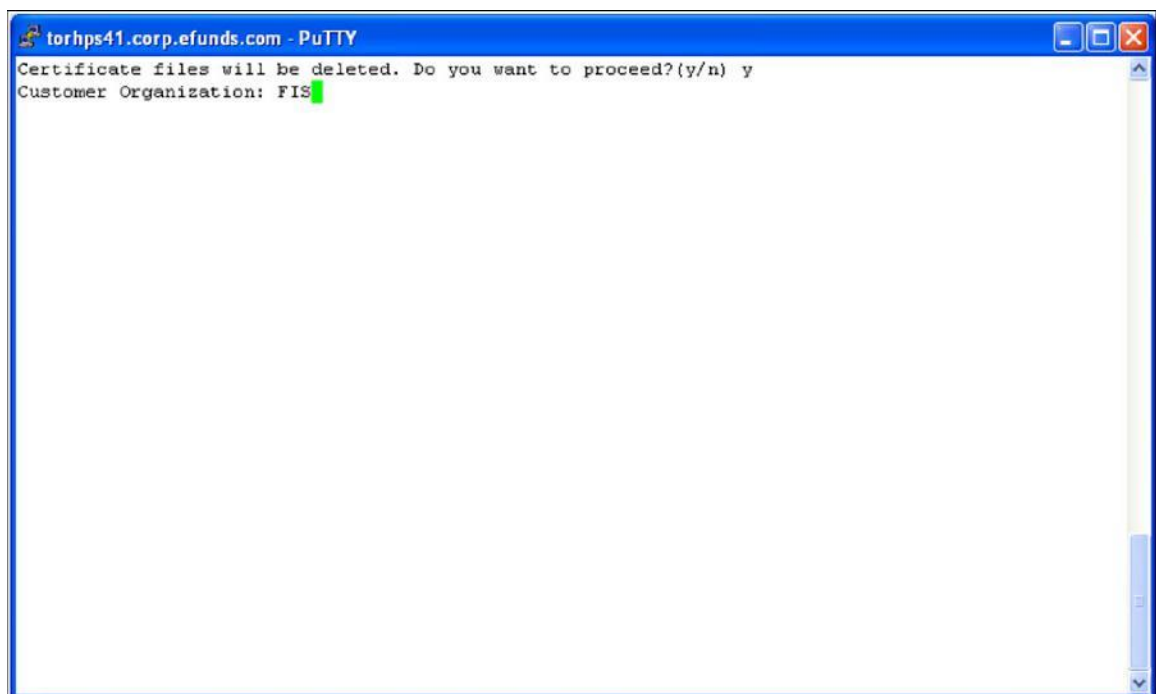 torhps41.corp.efunds.com - PuTTY
Certificate files will be deleted. Do you want to proceed?(y/n) y
Customer Organization: FIS